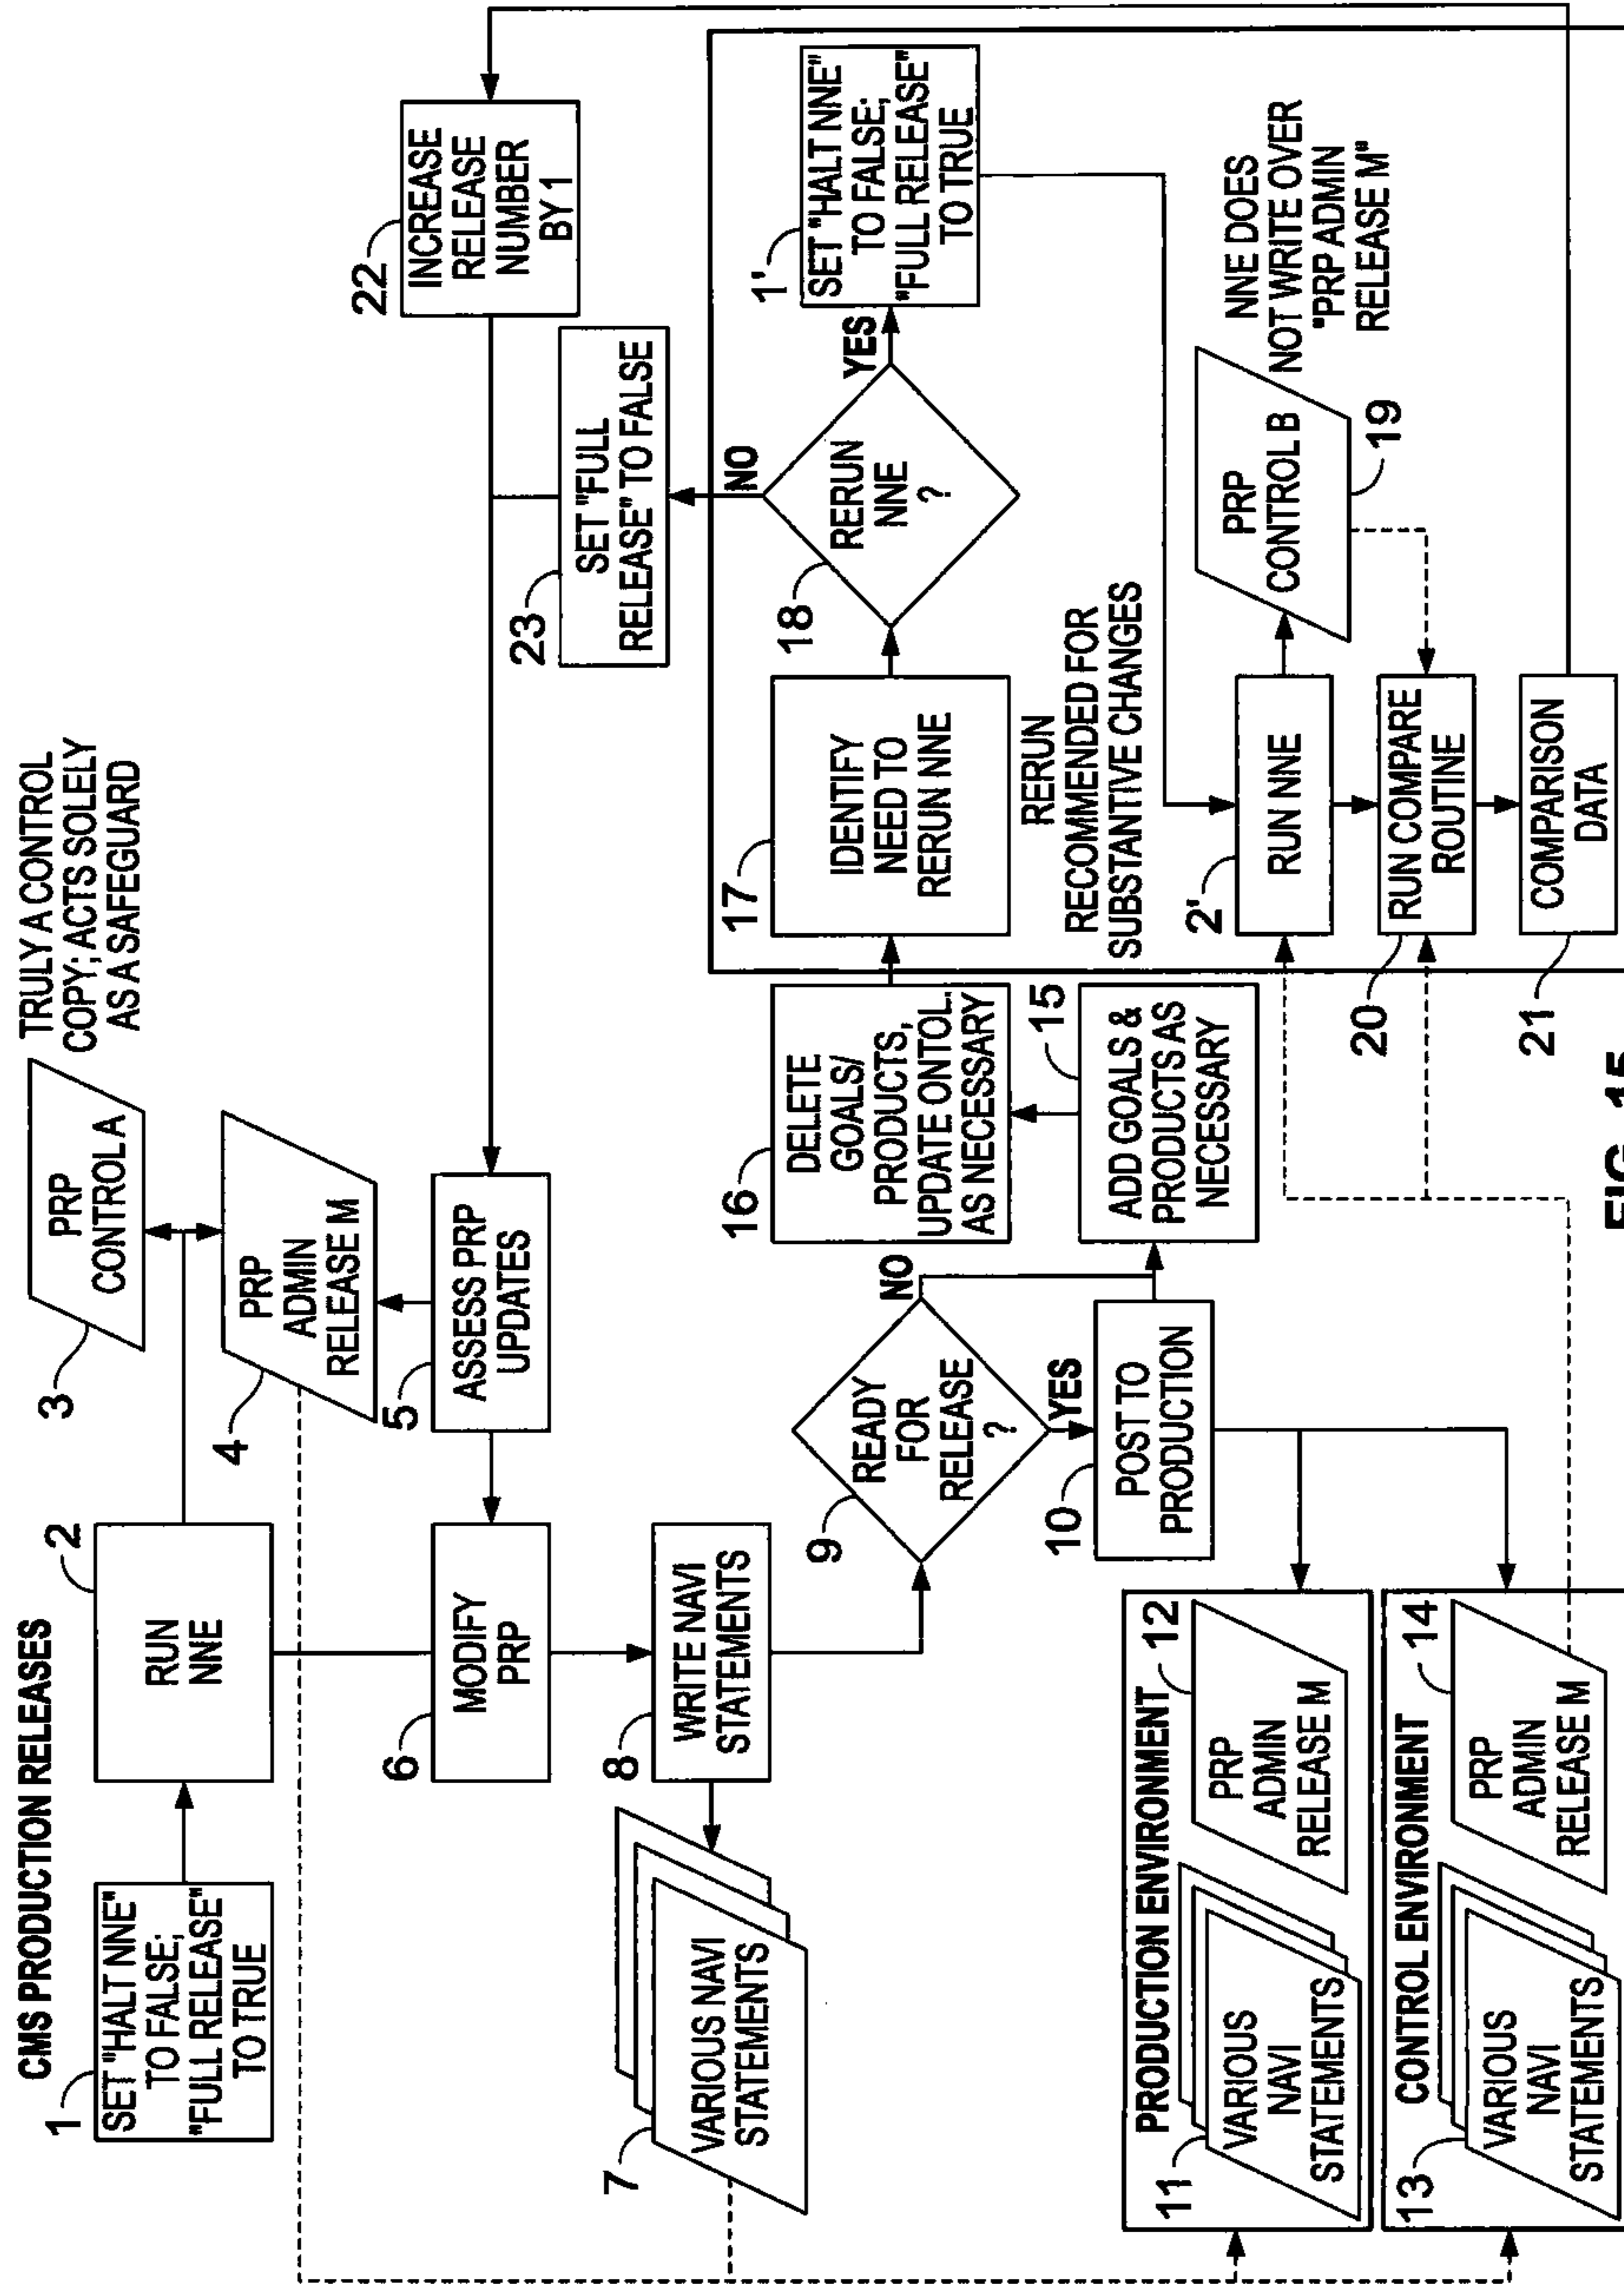 CMS PRODUCTION RELEASES
1
SET "HALT NNE"
TO FALSE;
"FULL RELEASE"
TO TRUE
2
RUN
NNE
3
PRP
CONTROL A
TRULY A CONTROL
COPY; ACTS SOLELY
AS A SAFEGUARD
4
PRP
ADMIN
RELEASE M
5
ASSESS PRP
UPDATES
6
MODIFY
PRP
7
VARIOUS NAVI
STATEMENTS
8
WRITE NAVI
STATEMENTS
9
READY
FOR
RELEASE
?
NO
YES
10
POST TO
PRODUCTION
PRODUCTION ENVIRONMENT
11
VARIOUS
NAVI
STATEMENTS
12
PRP
ADMIN
RELEASE M
CONTROL ENVIRONMENT
13
VARIOUS
NAVI
STATEMENTS
14
PRP
ADMIN
RELEASE M
15
ADD GOALS &
PRODUCTS AS
NECESSARY
16
DELETE
GOALS/
PRODUCTS,
UPDATE ONTOL.
AS NECESSARY
17
IDENTIFY
NEED TO
RERUN NNE
RERUN
RECOMMENDED FOR
SUBSTANTIVE CHANGES
18
RERUN
NNE
?
NO
YES
1'
SET "HALT NNE"
TO FALSE;
"FULL RELEASE"
TO TRUE
2'
RUN NNE
PRP
CONTROL B
19
NNE DOES
NOT WRITE OVER
"PRP ADMIN
RELEASE M"
20
RUN COMPARE
ROUTINE
21
COMPARISON
DATA
22
INCREASE
RELEASE
NUMBER
BY 1
23
SET "FULL
RELEASE" TO FALSE
FIG. 15